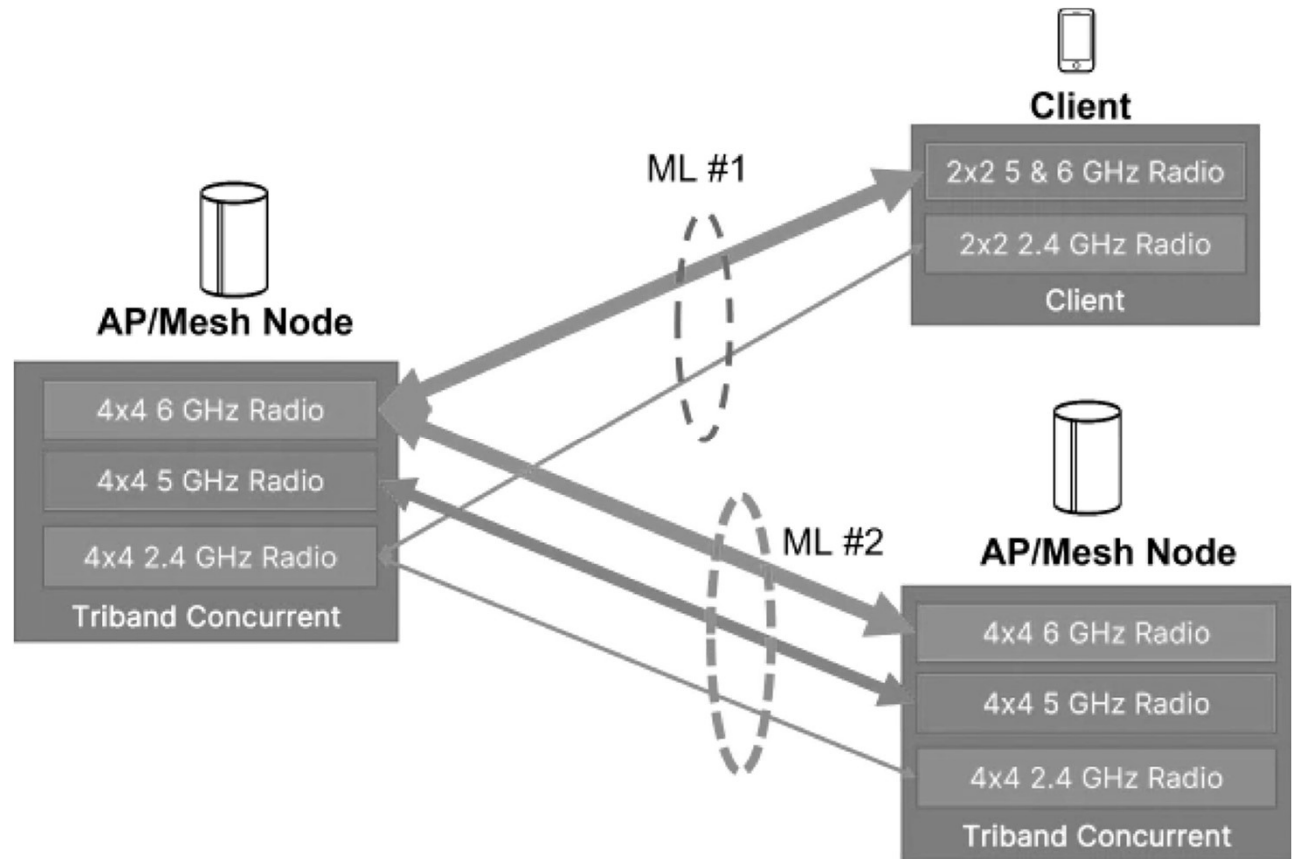 Client
2x2 5 & 6 GHz Radio
2x2 2.4 GHz Radio
Client
ML #1
AP/Mesh Node
4x4 6 GHz Radio
4x4 5 GHz Radio
4x4 2.4 GHz Radio
Triband Concurrent
ML #2
AP/Mesh Node
4x4 6 GHz Radio
4x4 5 GHz Radio
4x4 2.4 GHz Radio
Triband Concurrent